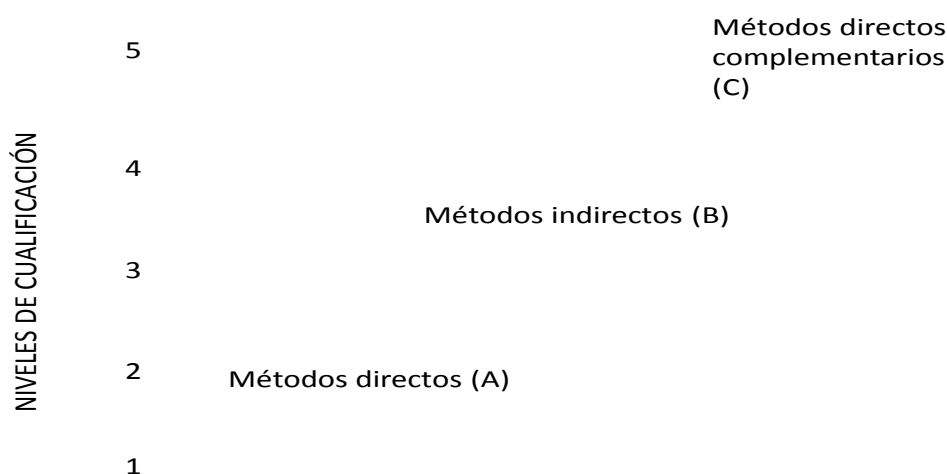 Métodos directos
complementarios
(C)
5
4
Métodos indirectos (B)
3
2
Métodos directos (A)
1
NIVELES DE CUALIFICACIÓN